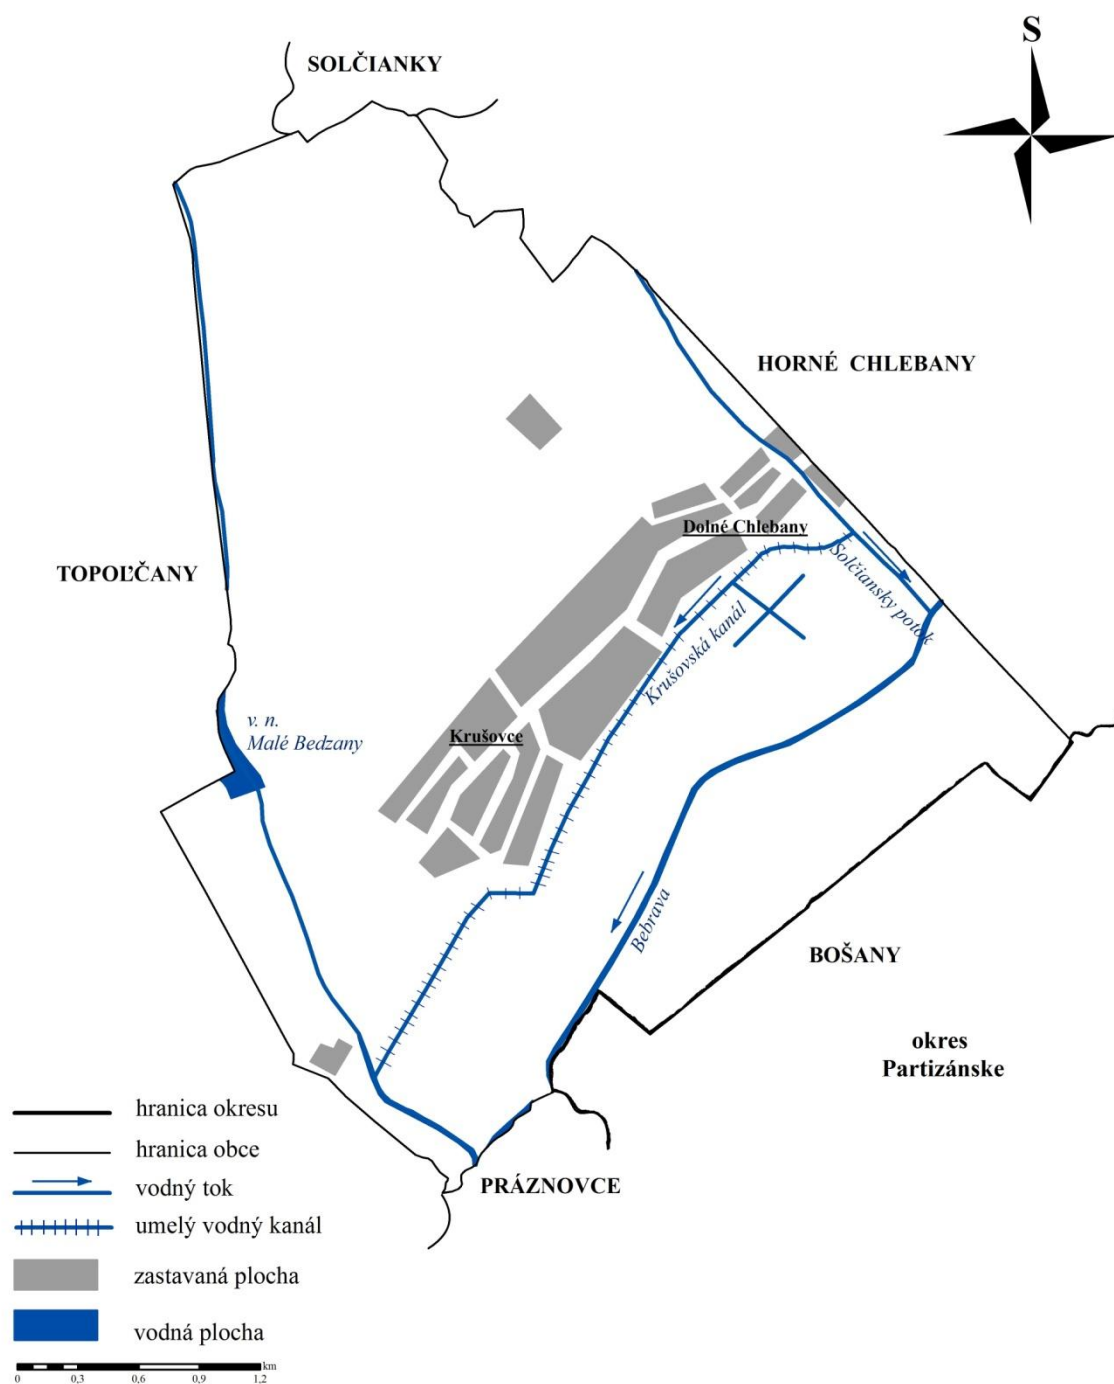 S
SOLČIANKY
HORNÉ CHLEBANY
Dolné Chlebany
Solčiansky potok
TOPOĽČANY
Krušovská kanál
v. n.
Malé Bedzany
Krušovce
Bebrava
BOŠANY
okres
Partizánske
PRÁZNOVCE
hranica okresu
hranica obce
vodný tok
umelý vodný kanál
zastavaná plocha
vodná plocha
km
0 0,3 0,6 0,9 1,2